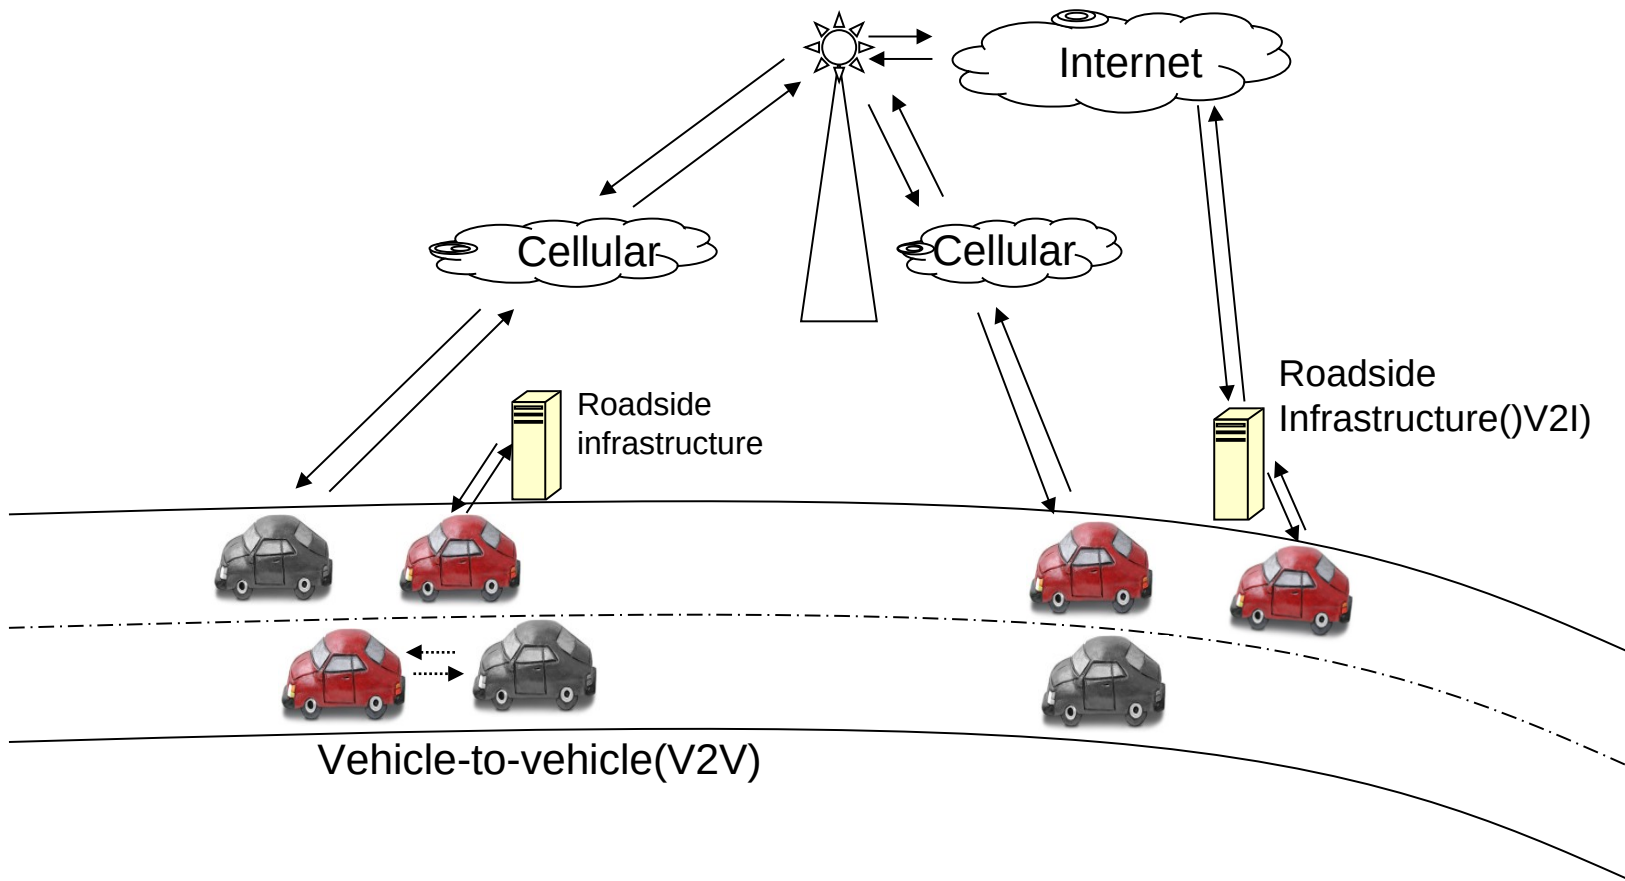 Internet
Cellular
Cellular
Roadside
Infrastructure()V2I)
Roadside
infrastructure
Vehicle-to-vehicle(V2V)